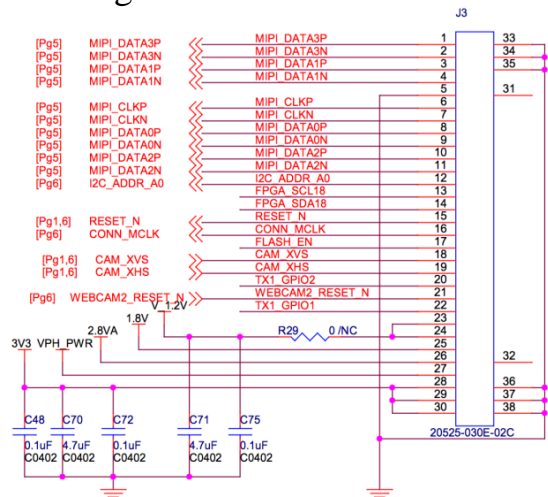 J3
[Pg5] MIPI_DATA3P MIPI_DATA3P 1 33
[Pg5] MIPI_DATA3N MIPI_DATA3N 2 34
[Pg5] MIPI_DATA1P MIPI_DATA1P 3 35
[Pg5] MIPI_DATA1N MIPI_DATA1N 4
5 31
[Pg5] MIPI_CLKP MIPI_CLKP 6
[Pg5] MIPI_CLKN MIPI_CLKN 7
[Pg5] MIPI_DATA0P MIPI_DATA0P 8
[Pg5] MIPI_DATA0N MIPI_DATA0N 9
[Pg5] MIPI_DATA2P MIPI_DATA2P 10
[Pg5] MIPI_DATA2N MIPI_DATA2N 11
[Pg6] I2C_ADDR_A0 I2C_ADDR_A0 12
FPGA_SCL18 13
FPGA_SDA18 14
[Pg1,6] RESET_N RESET_N 15
[Pg6] CONN_MCLK CONN_MCLK 16
FLASH_EN 17
[Pg1,6] CAM_XVS CAM_XVS 18
[Pg1,6] CAM_XHS CAM_XHS 19
TX1_GPIO2 20
[Pg6] WEBCAM2_RESET_N WEBCAM2_RESET_N 21
TX1_GPIO1 22
V_1.2V 23
1.8V R29 0 /NC 24
2.8VA 25
3V3 VPH_PWR 26 32
27
28 36
29 37
30 38
C48 C70 C72 C71 C75 20525-030E-02C
0.1uF 4.7uF 0.1uF 4.7uF 0.1uF
C0402 C0402 C0402 C0402 C0402